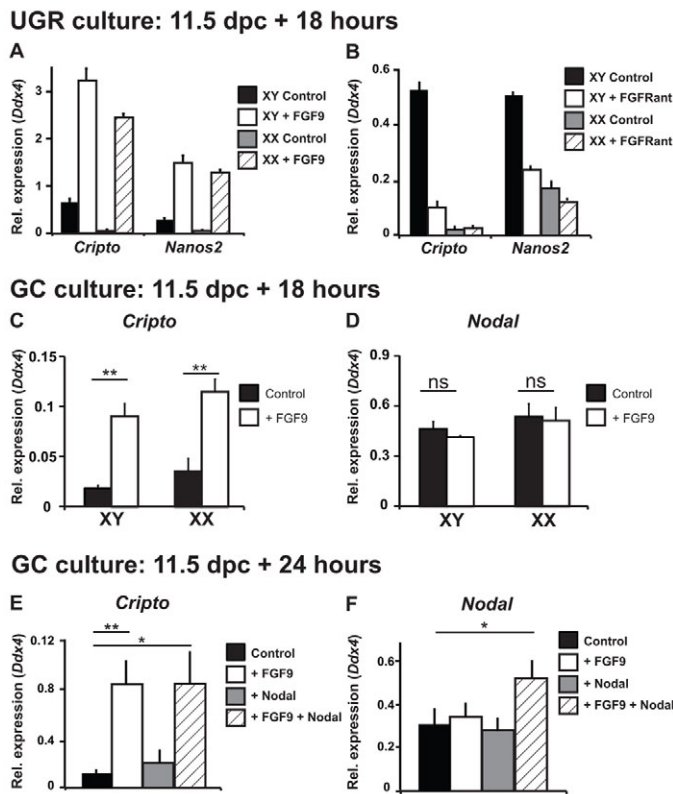 UGR culture: 11.5 dpc + 18 hours
A
Rel. expression (Ddx4)
3
2
1
0
Cripto
Nanos2
XY Control
XY + FGF9
XX Control
XX + FGF9
B
Rel. expression (Ddx4)
0.6
0.4
0.2
0
Cripto
Nanos2
XY Control
XY + FGFRant
XX Control
XX + FGFRant
GC culture: 11.5 dpc + 18 hours
C
Cripto
Rel. expression (Ddx4)
0.15
0.1
0.05
0
**
**
XY
XX
Control
+ FGF9
D
Nodal
Rel. expression (Ddx4)
0.9
0.6
0.3
0
ns
ns
XY
XX
Control
+ FGF9
GC culture: 11.5 dpc + 24 hours
E
Cripto
Rel. expression (Ddx4)
0.12
0.8
0.4
0
**
*
Control
+ FGF9
+ Nodal
+ FGF9 + Nodal
F
Nodal
Rel. expression (Ddx4)
0.6
0.4
0.2
0
*
Control
+ FGF9
+ Nodal
+ FGF9 + Nodal